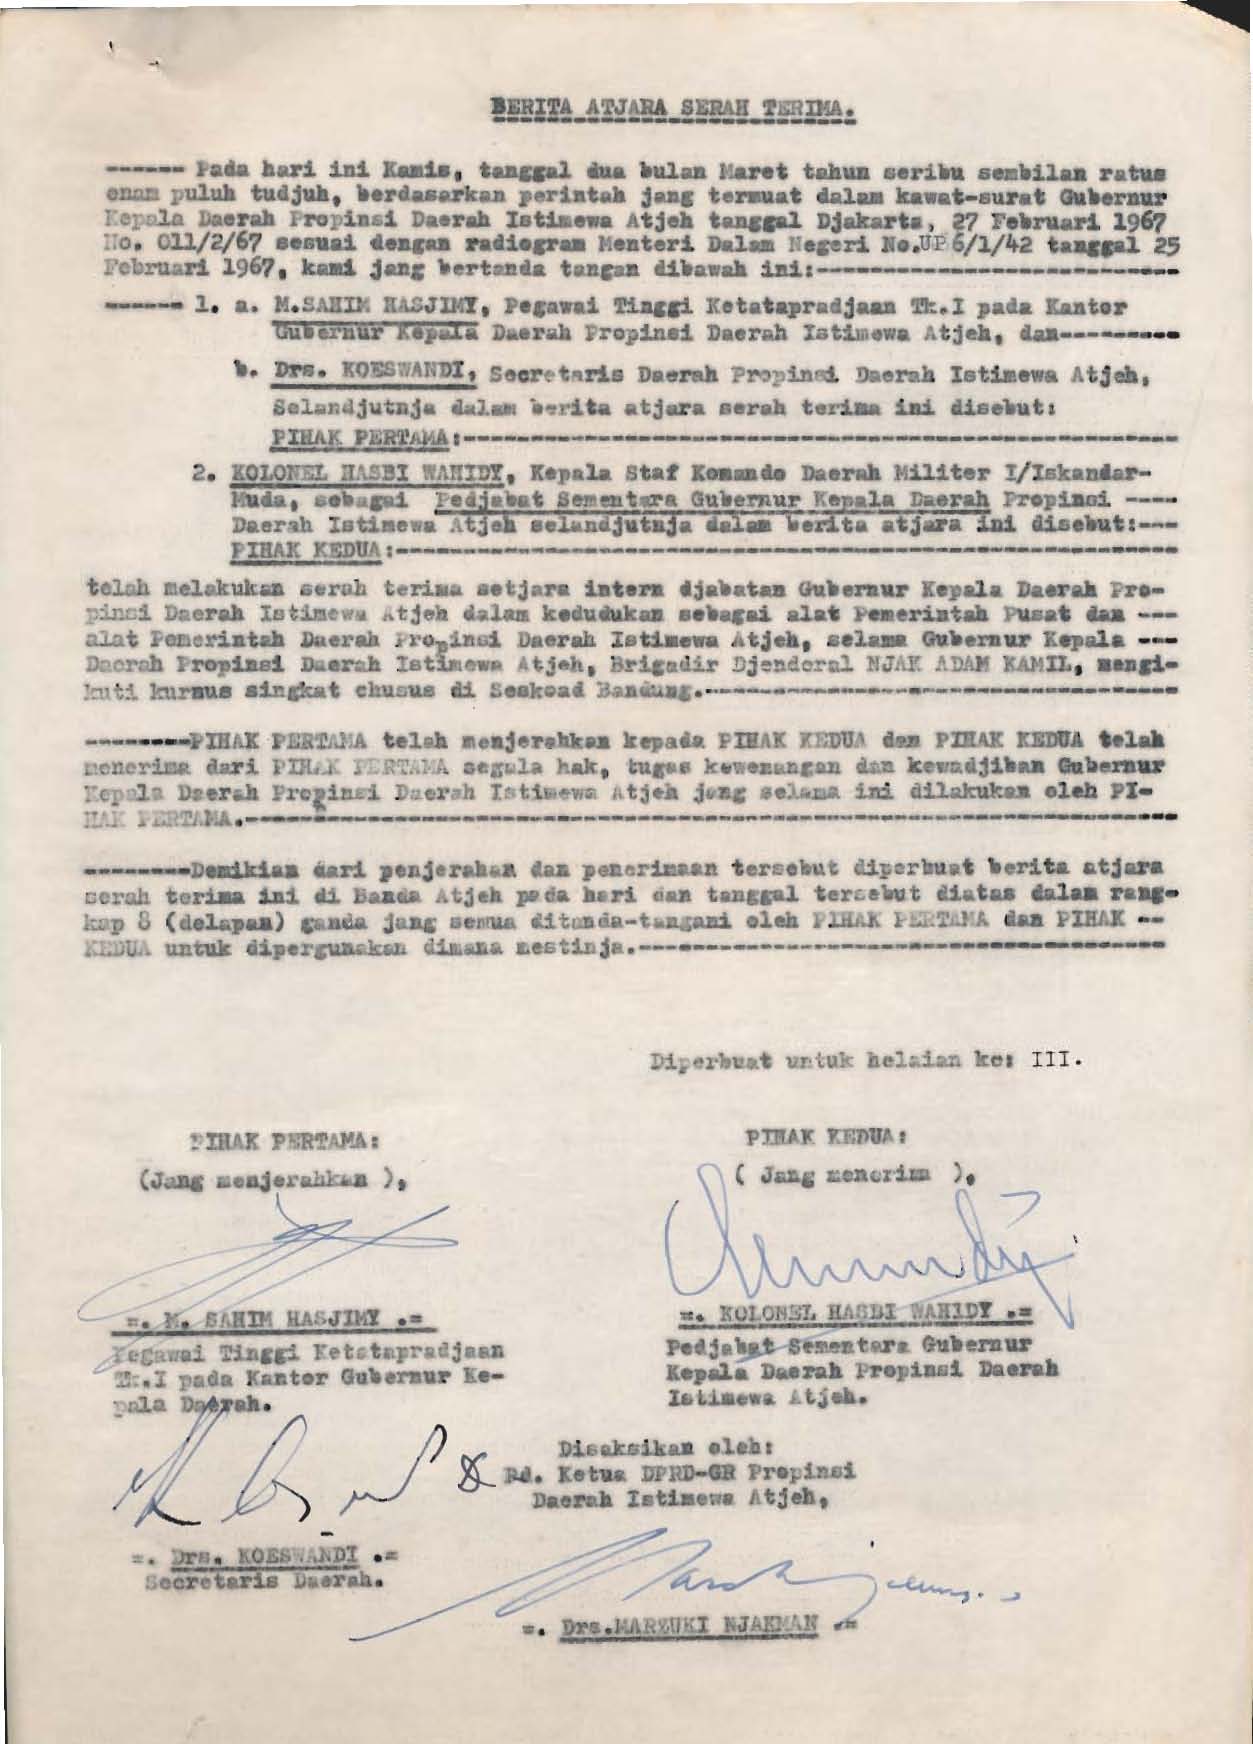 BERITA ATJARA SERAH TERIMA.
------ Pada hari ini Kamis, tanggal dua bulan Maret tahun seribu sembilan ratus
enam puluh tudjuh, berdasarkan perintah jang termuat dalam kawat-surat Gubernur
Kepala Daerah Propinsi Daerah Istimewa Atjeh tanggal Djakarta, 27 Februari 1967
No. 011/2/67 sesuai dengan radiogram Menteri Dalam Negeri No.UP 6/1/42 tanggal 25
Februari 1967, kami jang bertanda tangan dibawah ini:---------------------------
------ 1. a. M.SAHIM HASJIMY, Pegawai Tinggi Ketatapradjaan Tk.I pada Kantor
Gubernur Kepala Daerah Propinsi Daerah Istimewa Atjeh, dan---------
b. Drs. KOESWANDI, Secretaris Daerah Propinsi Daerah Istimewa Atjeh,
Selandjutnja dalam berita atjara serah terima ini disebut:
PIHAK PERTAMA:------------------------------------------------------
2. KOLONEL HASBI WAHIDY, Kepala Staf Komando Daerah Militer I/Iskandar-
Muda, sebagai Pedjabat Sementara Gubernur Kepala Daerah Propinsi ----
Daerah Istimewa Atjeh selandjutnja dalam berita atjara ini disebut:---
PIHAK KEDUA:-----------------------------------------------------------
telah melakukan serah terima setjara intern djabatan Gubernur Kepala Daerah Pro-
pinsi Daerah Istimewa Atjeh dalam kedudukan sebagai alat Pemerintah Pusat dan ---
alat Pemerintah Daerah Propinsi Daerah Istimewa Atjeh, selama Gubernur Kepala ---
Daerah Propinsi Daerah Istimewa Atjeh, Brigadir Djenderal NJAK ADAM KAMIL, mengi-
kuti kursus singkat chusus di Seskoad Bandung.-----------------------------------
--------PIHAK PERTAMA telah menjerahkan kepada PIHAK KEDUA dan PIHAK KEDUA telah
menerima dari PIHAK PERTAMA segala hak, tugas kewenangan dan kewadjiban Gubernur
Kepala Daerah Propinsi Daerah Istimewa Atjeh jang selama ini dilakukan oleh PI-
HAK PERTAMA.---------------------------------------------------------------------
--------Demikian dari penjerahan dan penerimaan tersebut diperbuat berita atjara
serah terima ini di Banda Atjeh pada hari dan tanggal tersebut diatas dalam rang-
kap 8 (delapan) ganda jang semua ditanda-tangani oleh PIHAK PERTAMA dan PIHAK --
KEDUA untuk dipergunakan dimana mestinja.---------------------------------------
Diperbuat untuk helaian ke: III.
PIHAK PERTAMA:
(Jang menjerahkan ),
=. M. SAHIM HASJIMY .=
Pegawai Tinggi Ketatapradjaan
Tk.I pada Kantor Gubernur Ke-
pala Daerah.
PIHAK KEDUA:
( Jang menerima ),
=. KOLONEL HASBI WAHIDY .=
Pedjabat Sementara Gubernur
Kepala Daerah Propinsi Daerah
Istimewa Atjeh.
=. Drs. KOESWANDI .=
Secretaris Daerah.
Disaksikan oleh:
Pd. Ketua DPRD-GR Propinsi
Daerah Istimewa Atjeh,
=. Drs.MARZUKI NJAKMAN .=